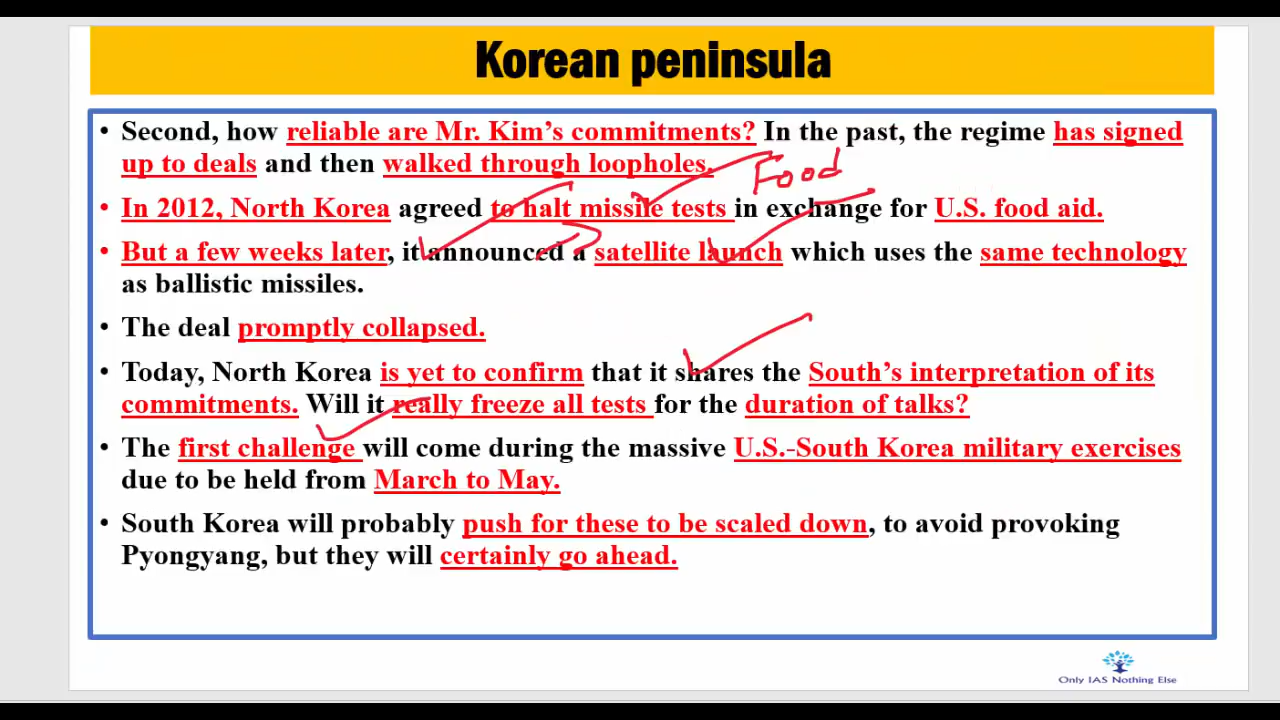 Korean peninsula
• Second, how reliable are Mr. Kim's commitments? In the past, the regime has signed
up to deals and then walked through loopholes.
Food
• In 2012, North Korea agreed to halt missile tests in exchange for U.S. food aid.
• But a few weeks later, it announced a satellite launch which uses the same technology
as ballistic missiles.
• The deal promptly collapsed.
• Today, North Korea is yet to confirm that it shares the South's interpretation of its
commitments. Will it really freeze all tests for the duration of talks?
• The first challenge will come during the massive U.S.-South Korea military exercises
due to be held from March to May.
• South Korea will probably push for these to be scaled down, to avoid provoking
Pyongyang, but they will certainly go ahead.
Only IAS Nothing Else